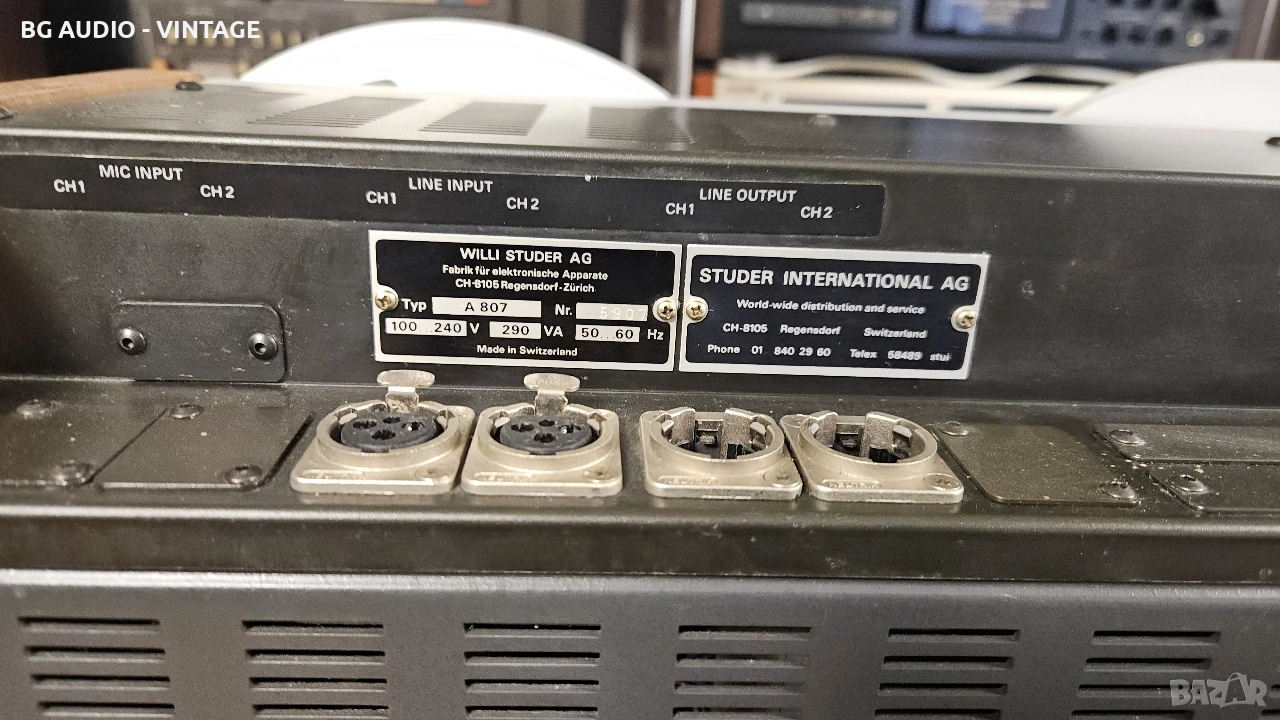 BG AUDIO - VINTAGE
MIC INPUT
CH1 CH2
LINE INPUT
CH1 CH2
LINE OUTPUT
CH1 CH2
WILLI STUDER AG
Fabrik für elektronische Apparate
CH-8105 Regensdorf-Zürich
Typ A 807 Nr.
100...240 V 290 VA 50...60 Hz
Made in Switzerland
STUDER INTERNATIONAL AG
World-wide distribution and service
CH-8105 Regensdorf Switzerland
Phone 01 840 29 60 Telex 58489 stui
BAZAR